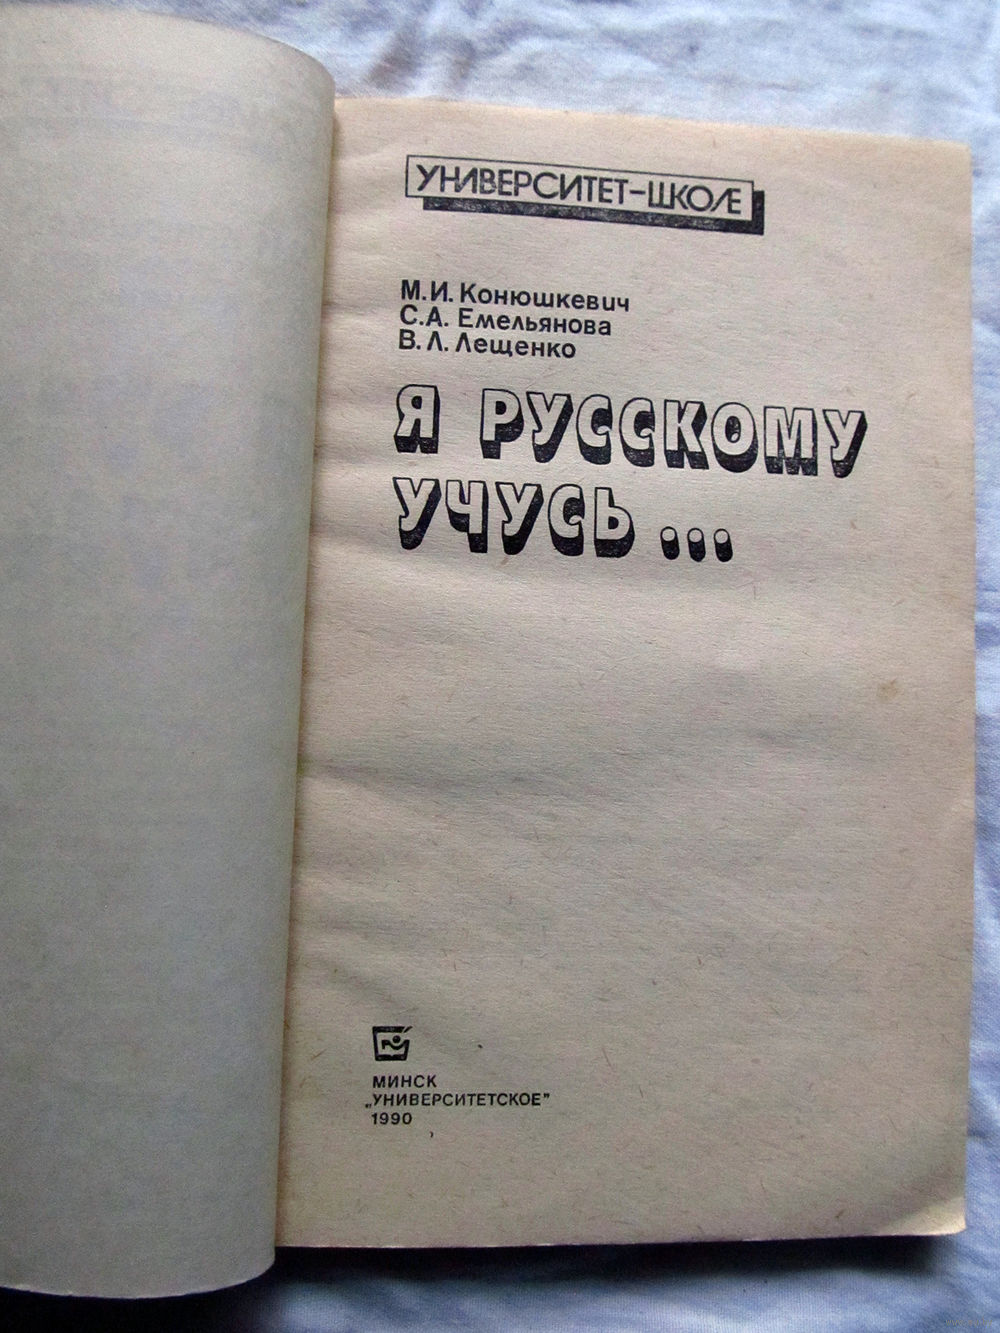 УНИВЕРСИТЕТ-ШКОЛЕ
М.И. Конюшкевич
С.А. Емельянова
В.Л. Лещенко
Я РУССКОМУ
УЧУСЬ ...
МИНСК
„УНИВЕРСИТЕТСКОЕ”
1990